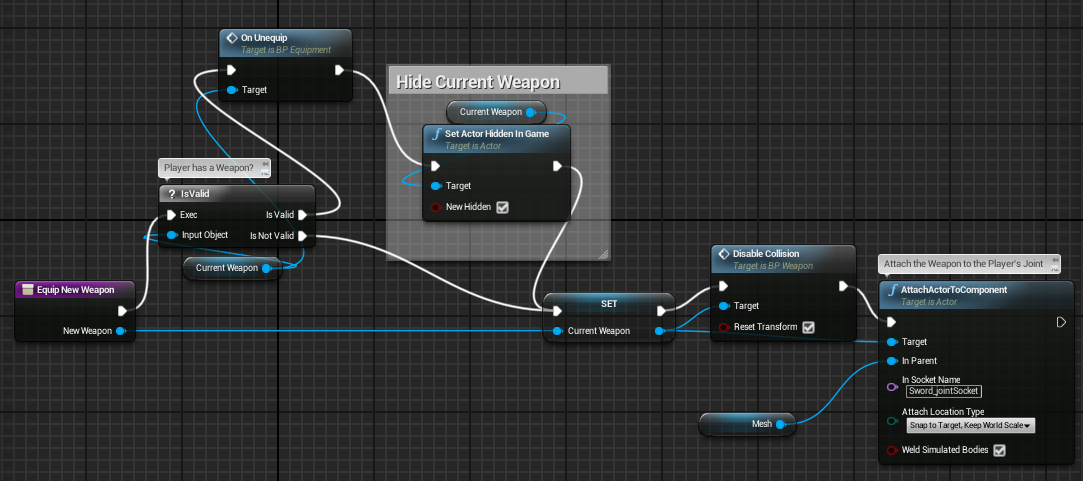 On Unequip
Target is BP Equipment
Target
Hide Current Weapon
Current Weapon
Set Actor Hidden In Game
Target is Actor
Target
New Hidden
Player has a Weapon?
? IsValid
Exec
Is Valid
Input Object
Is Not Valid
Current Weapon
Equip New Weapon
New Weapon
SET
Current Weapon
Disable Collision
Target is BP Weapon
Target
Reset Transform
Attach the Weapon to the Player's Joint
f AttachActorToComponent
Target is Actor
Target
In Parent
In Socket Name
Sword_jointSocket
Attach Location Type
Snap to Target, Keep World Scale
Weld Simulated Bodies
Mesh